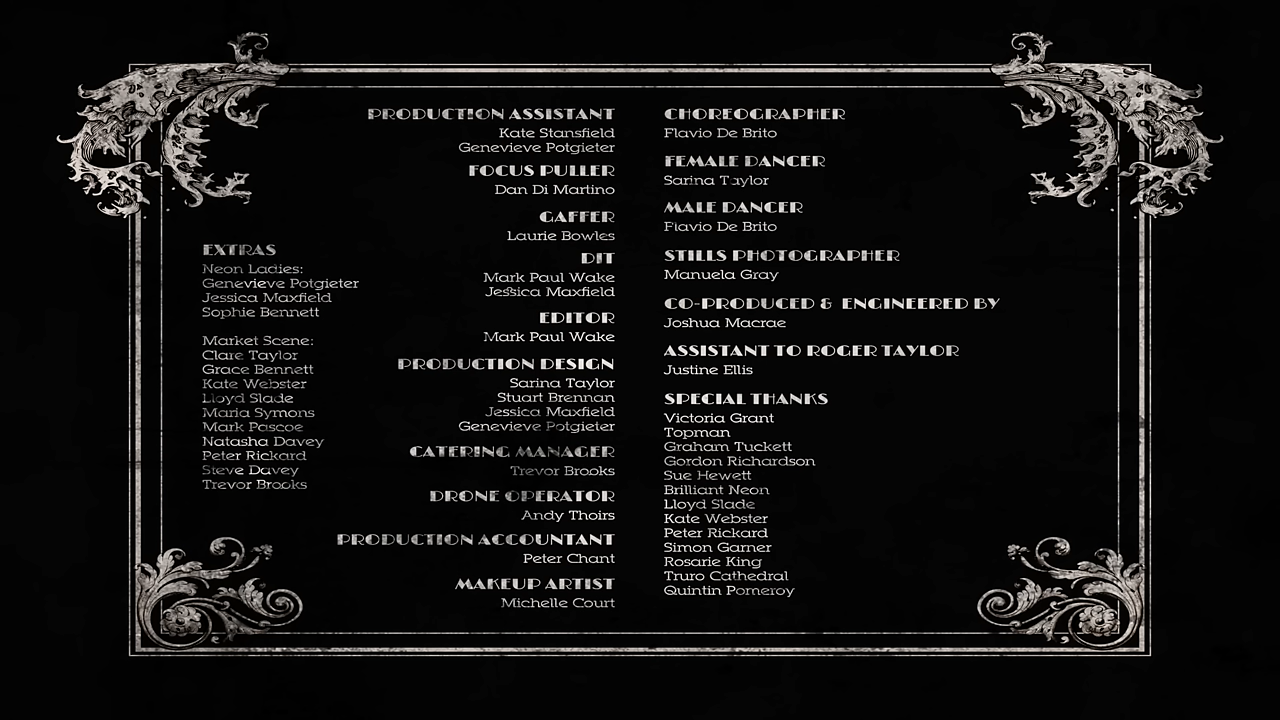 EXTRAS
Neon Ladies:
Genevieve Potgieter
Jessica Maxfield
Sophie Bennett
Market Scene:
Clare Taylor
Grace Bennett
Kate Webster
Lloyd Slade
Maria Symons
Mark Pascoe
Natasha Davey
Peter Rickard
Steve Davey
Trevor Brooks
PRODUCTION ASSISTANT
Kate Stansfield
Genevieve Potgieter
FOCUS PULLER
Dan Di Martino
GAFFER
Laurie Bowles
DIT
Mark Paul Wake
Jessica Maxfield
EDITOR
Mark Paul Wake
PRODUCTION DESIGN
Sarina Taylor
Stuart Brennan
Jessica Maxfield
Genevieve Potgieter
CATERING MANAGER
Trevor Brooks
DRONE OPERATOR
Andy Thoirs
PRODUCTION ACCOUNTANT
Peter Chant
MAKEUP ARTIST
Michelle Court
CHOREOGRAPHER
Flavio De Brito
FEMALE DANCER
Sarina Taylor
MALE DANCER
Flavio De Brito
STILLS PHOTOGRAPHER
Manuela Gray
CO-PRODUCED & ENGINEERED BY
Joshua Macrae
ASSISTANT TO ROGER TAYLOR
Justine Ellis
SPECIAL THANKS
Victoria Grant
Topman
Graham Tuckett
Gordon Richardson
Sue Hewett
Brilliant Neon
Lloyd Slade
Kate Webster
Peter Rickard
Simon Garner
Rosarie King
Truro Cathedral
Quintin Pomeroy